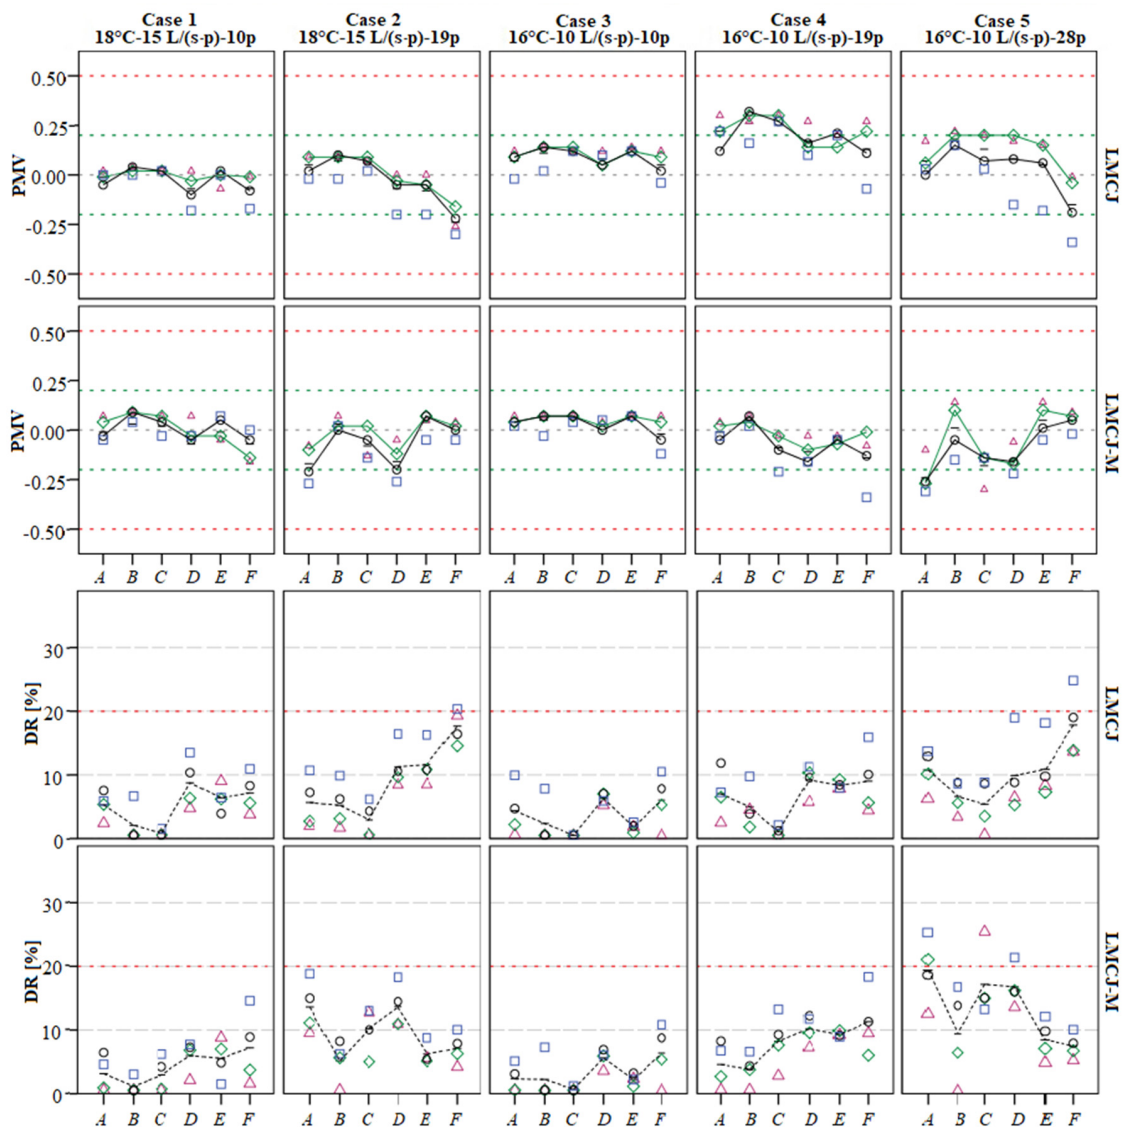 Case 1 Case 2 Case 3 Case 4 Case 5
18°C-15 L/(s·p)-10p 18°C-15 L/(s·p)-19p 16°C-10 L/(s·p)-10p 16°C-10 L/(s·p)-19p 16°C-10 L/(s·p)-28p
0.50
0.25
0.00
-0.25
-0.50
PMV
LMCJ
0.50
0.25
0.00
-0.25
-0.50
PMV
LMCJ-M
A B C D E F A B C D E F A B C D E F A B C D E F A B C D E F
30
20
10
0
DR [%]
LMCJ
30
20
10
0
DR [%]
LMCJ-M
A B C D E F A B C D E F A B C D E F A B C D E F A B C D E F